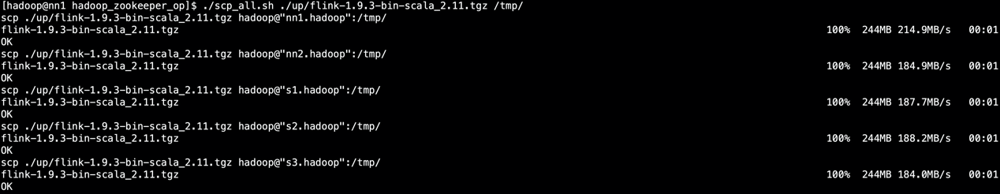 [hadoop@nn1 hadoop_zookeeper_op]$ ./scp_all.sh ./up/flink-1.9.3-bin-scala_2.11.tgz /tmp/
scp ./up/flink-1.9.3-bin-scala_2.11.tgz hadoop@"nn1.hadoop":/tmp/
flink-1.9.3-bin-scala_2.11.tgz 100% 244MB 214.9MB/s 00:01
OK
scp ./up/flink-1.9.3-bin-scala_2.11.tgz hadoop@"nn2.hadoop":/tmp/
flink-1.9.3-bin-scala_2.11.tgz 100% 244MB 184.9MB/s 00:01
OK
scp ./up/flink-1.9.3-bin-scala_2.11.tgz hadoop@"s1.hadoop":/tmp/
flink-1.9.3-bin-scala_2.11.tgz 100% 244MB 187.7MB/s 00:01
OK
scp ./up/flink-1.9.3-bin-scala_2.11.tgz hadoop@"s2.hadoop":/tmp/
flink-1.9.3-bin-scala_2.11.tgz 100% 244MB 188.2MB/s 00:01
OK
scp ./up/flink-1.9.3-bin-scala_2.11.tgz hadoop@"s3.hadoop":/tmp/
flink-1.9.3-bin-scala_2.11.tgz 100% 244MB 184.0MB/s 00:01
OK